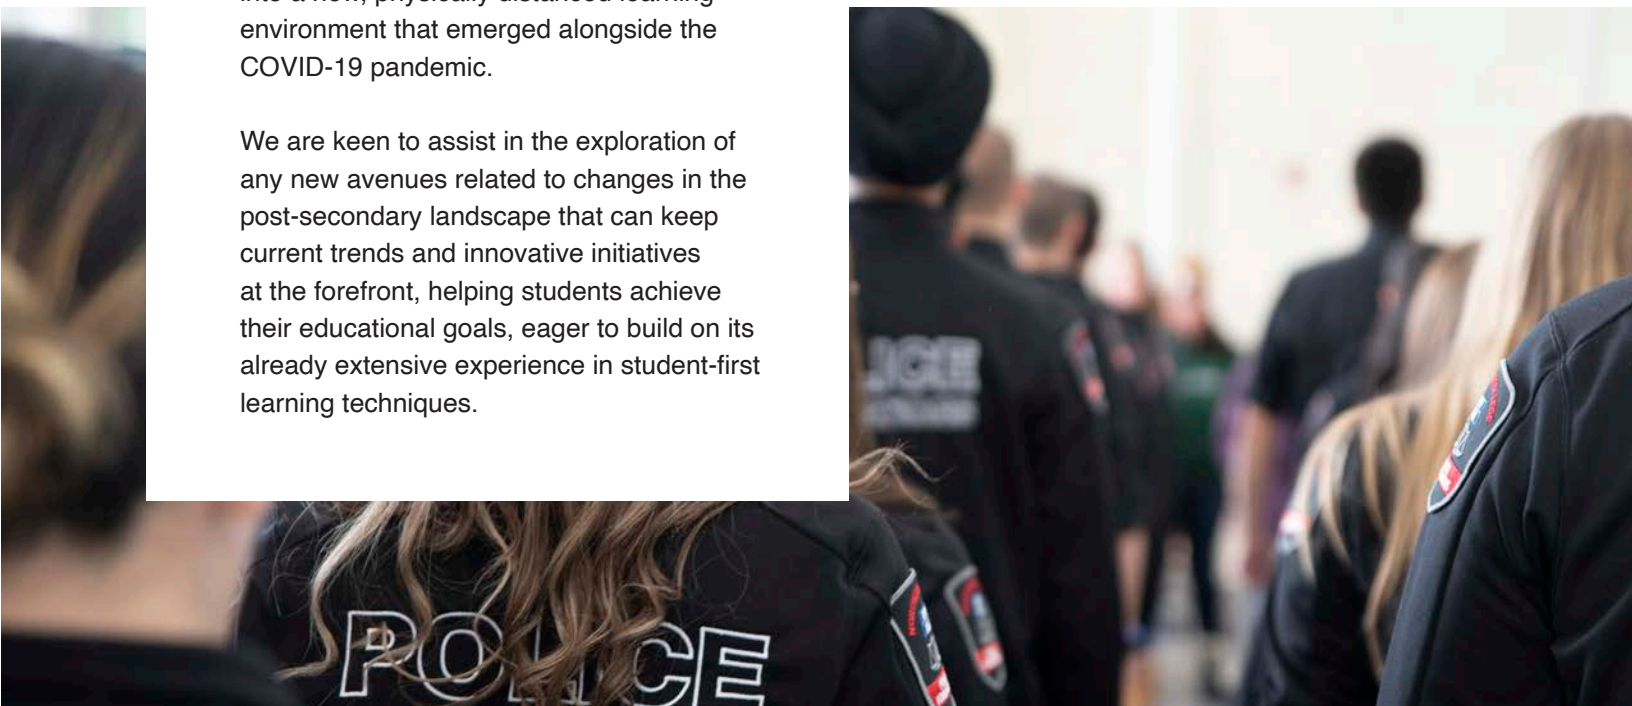 environment that emerged alongside the
COVID-19 pandemic.
We are keen to assist in the exploration of
any new avenues related to changes in the
post-secondary landscape that can keep
current trends and innovative initiatives
at the forefront, helping students achieve
their educational goals, eager to build on its
already extensive experience in student-first
learning techniques.
POLICE